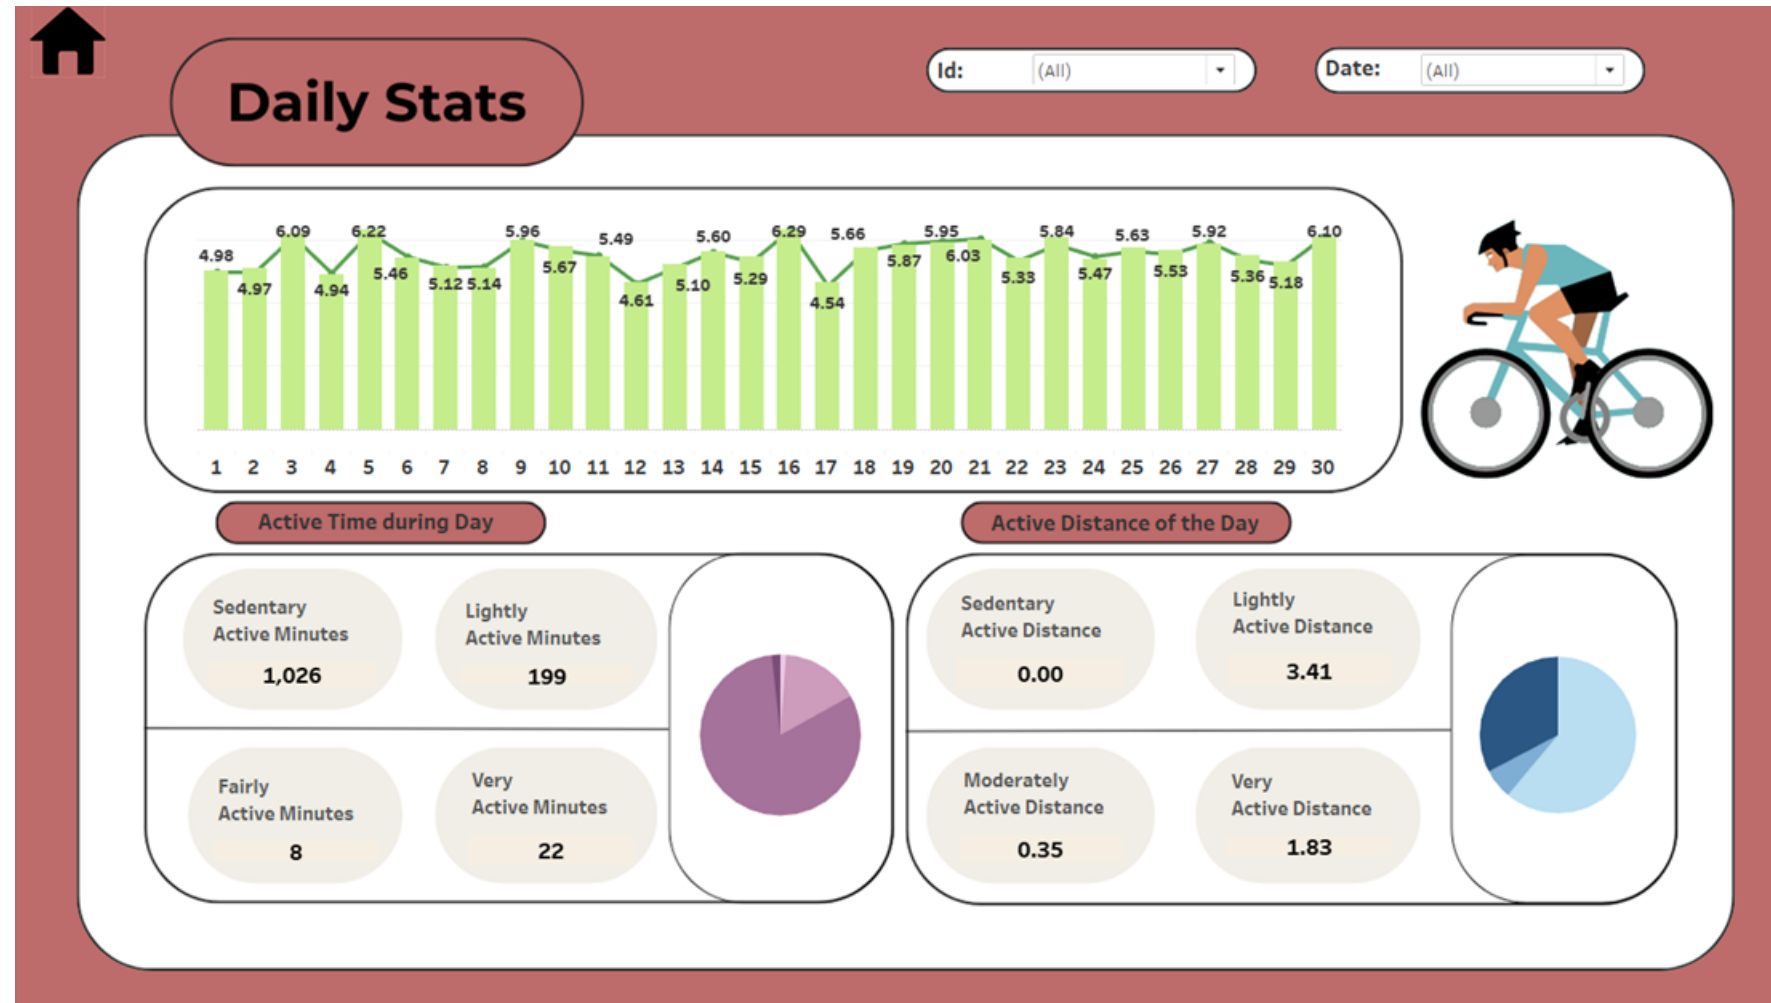 Daily Stats
Id: (All)
Date: (All)
4.98 4.97 6.09 4.94 6.22 5.46 5.12 5.14 5.96 5.67 5.49 4.61 5.10 5.60 5.29 6.29 4.54 5.66 5.87 5.95 6.03 5.33 5.84 5.47 5.63 5.53 5.92 5.36 5.18 6.10
1 2 3 4 5 6 7 8 9 10 11 12 13 14 15 16 17 18 19 20 21 22 23 24 25 26 27 28 29 30
Active Time during Day
Sedentary
Active Minutes
1,026
Lightly
Active Minutes
199
Fairly
Active Minutes
8
Very
Active Minutes
22
Active Distance of the Day
Sedentary
Active Distance
0.00
Lightly
Active Distance
3.41
Moderately
Active Distance
0.35
Very
Active Distance
1.83